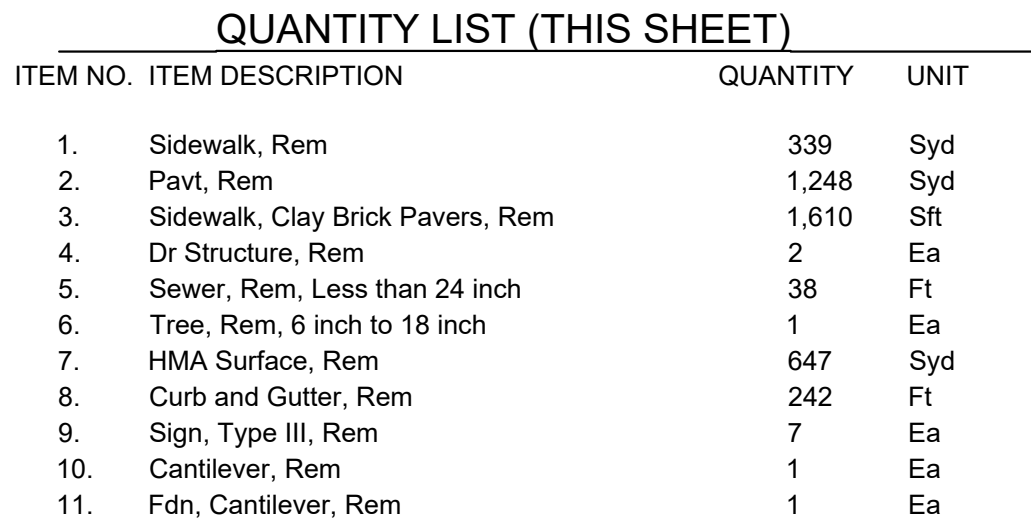 QUANTITY LIST (THIS SHEET)
ITEM NO. ITEM DESCRIPTION QUANTITY UNIT
1. Sidewalk, Rem 339 Syd
2. Pavt, Rem 1,248 Syd
3. Sidewalk, Clay Brick Pavers, Rem 1,610 Sft
4. Dr Structure, Rem 2 Ea
5. Sewer, Rem, Less than 24 inch 38 Ft
6. Tree, Rem, 6 inch to 18 inch 1 Ea
7. HMA Surface, Rem 647 Syd
8. Curb and Gutter, Rem 242 Ft
9. Sign, Type III, Rem 7 Ea
10. Cantilever, Rem 1 Ea
11. Fdn, Cantilever, Rem 1 Ea